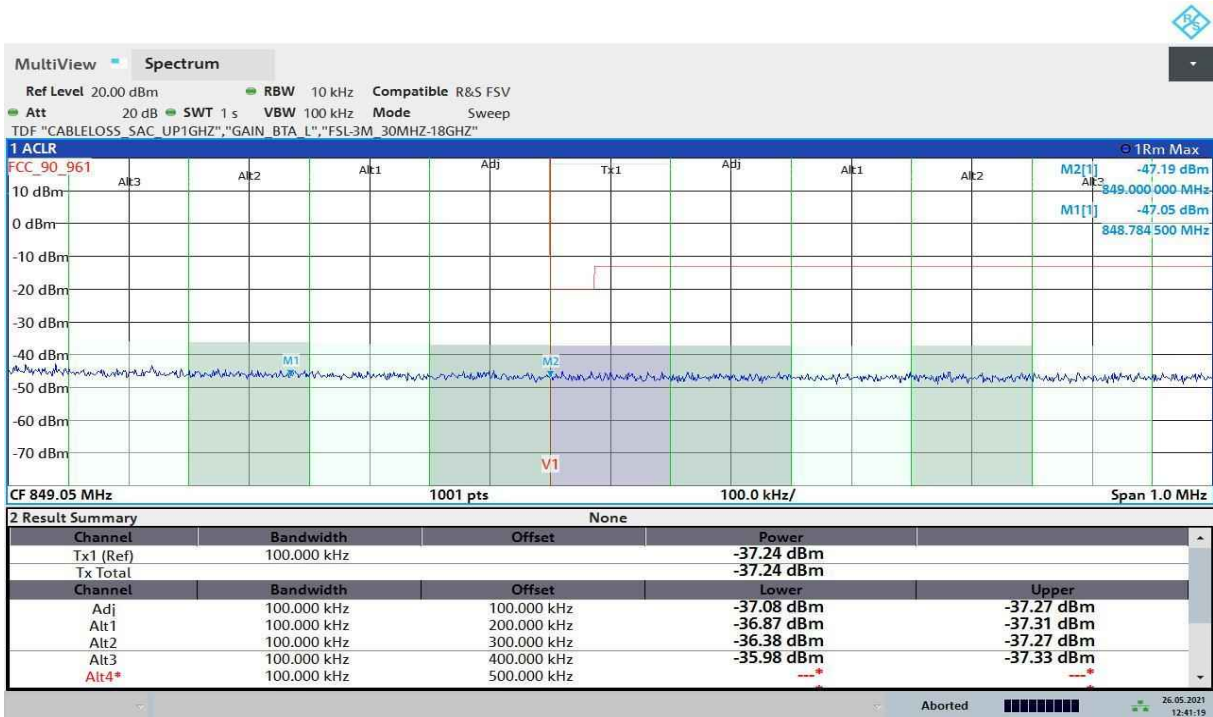 R&S
MultiView Spectrum
Ref Level 20.00 dBm RBW 10 kHz Compatible R&S FSV
Att 20 dB SWT 1 s VBW 100 kHz Mode Sweep
TDF "CABLELOSS_SAC_UP1GHZ","GAIN_BTA_L","FSL-3M_30MHZ-18GHZ"
1 ACLR 1Rm Max
FCC_90_961
Alt3 Alt2 Alt1 Adj Tx1 Adj Alt1 Alt2 Alt3
M2[1] -47.19 dBm
849.000 000 MHz
M1[1] -47.05 dBm
848.784 500 MHz
10 dBm
0 dBm
-10 dBm
-20 dBm
-30 dBm
-40 dBm
M1 M2
-50 dBm
-60 dBm
-70 dBm
V1
CF 849.05 MHz 1001 pts 100.0 kHz/ Span 1.0 MHz
2 Result Summary None
Channel Bandwidth Offset Power
Tx1 (Ref) 100.000 kHz -37.24 dBm
Tx Total -37.24 dBm
Channel Bandwidth Offset Lower Upper
Adj 100.000 kHz 100.000 kHz -37.08 dBm -37.27 dBm
Alt1 100.000 kHz 200.000 kHz -36.87 dBm -37.31 dBm
Alt2 100.000 kHz 300.000 kHz -36.38 dBm -37.27 dBm
Alt3 100.000 kHz 400.000 kHz -35.98 dBm -37.33 dBm
Alt4* 100.000 kHz 500.000 kHz ---* ---*
Aborted 26.05.2021
12:41:19